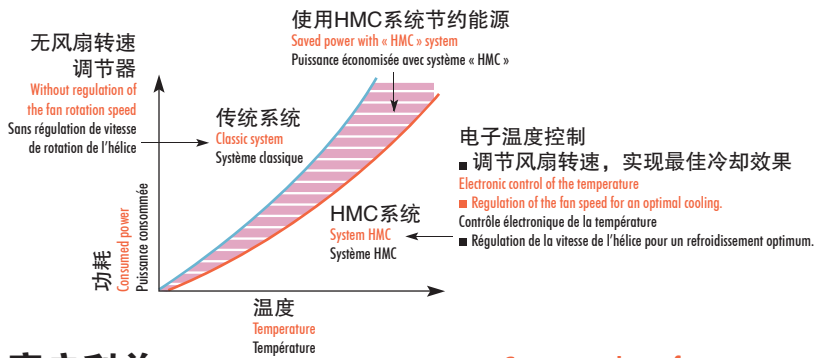 使用HMC系统节约能源
Saved power with « HMC » system
Puissance économisée avec système « HMC »
无风扇转速
调节器
Without regulation of
the fan rotation speed
Sans régulation de vitesse
de rotation de l’hélice
传统系统
Classic system
Système classique
电子温度控制
■ 调节风扇转速，实现最佳冷却效果
Electronic control of the temperature
■ Regulation of the fan speed for an optimal cooling.
Contrôle électronique de la température
■ Régulation de la vitesse de l’hélice pour un refroidissement optimum.
HMC系统
System HMC
Système HMC
功耗
Consumed power
Puissance consommée
温度
Temperature
Température